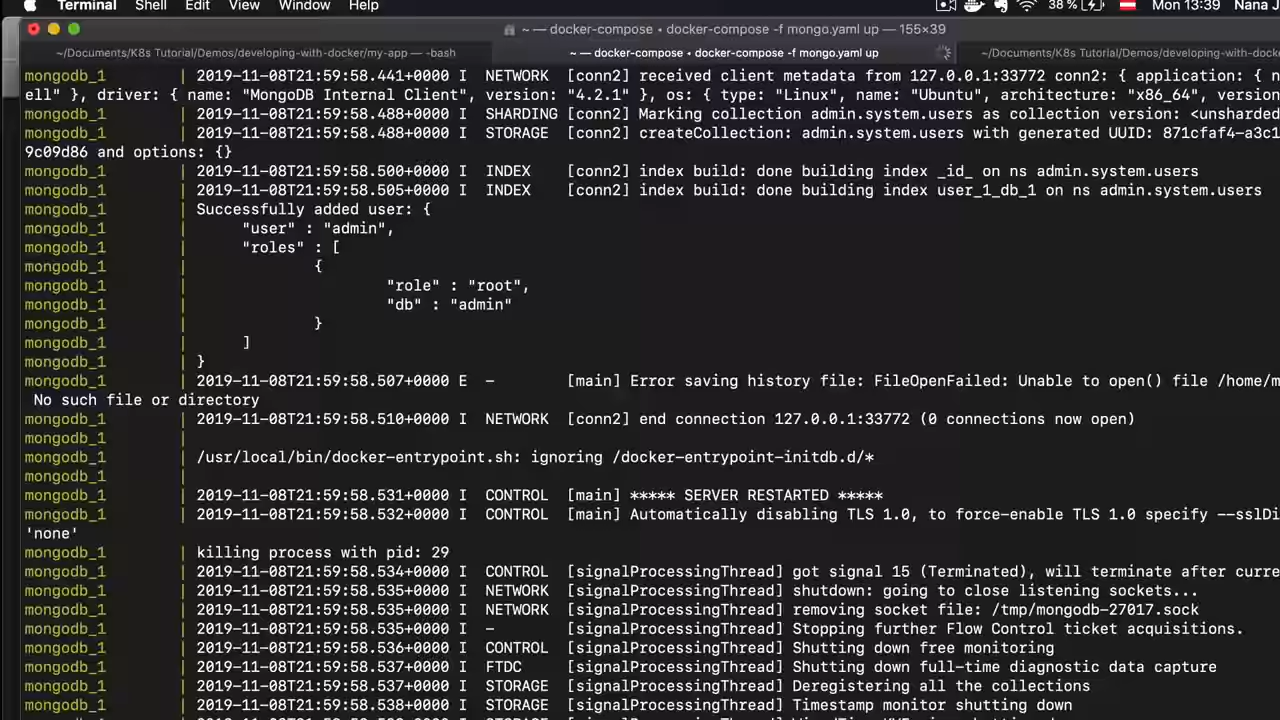 Terminal Shell Edit View Window Help 38 % Mon 13:39 Nana J
~ — docker-compose • docker-compose -f mongo.yaml up — 155×39
~/Documents/K8s Tutorial/Demos/developing-with-docker/my-app — -bash ~ — docker-compose • docker-compose -f mongo.yaml up ~/Documents/K8s Tutorial/Demos/developing-with-docke
mongodb_1 | 2019-11-08T21:59:58.441+0000 I NETWORK [conn2] received client metadata from 127.0.0.1:33772 conn2: { application: { n
ell" }, driver: { name: "MongoDB Internal Client", version: "4.2.1" }, os: { type: "Linux", name: "Ubuntu", architecture: "x86_64", version
mongodb_1 | 2019-11-08T21:59:58.488+0000 I SHARDING [conn2] Marking collection admin.system.users as collection version: <unsharded
mongodb_1 | 2019-11-08T21:59:58.488+0000 I STORAGE [conn2] createCollection: admin.system.users with generated UUID: 871cfaf4-a3c1
9c09d86 and options: {}
mongodb_1 | 2019-11-08T21:59:58.500+0000 I INDEX [conn2] index build: done building index _id_ on ns admin.system.users
mongodb_1 | 2019-11-08T21:59:58.505+0000 I INDEX [conn2] index build: done building index user_1_db_1 on ns admin.system.users
mongodb_1 | Successfully added user: {
mongodb_1 | "user" : "admin",
mongodb_1 | "roles" : [
mongodb_1 | {
mongodb_1 | "role" : "root",
mongodb_1 | "db" : "admin"
mongodb_1 | }
mongodb_1 | ]
mongodb_1 | }
mongodb_1 | 2019-11-08T21:59:58.507+0000 E - [main] Error saving history file: FileOpenFailed: Unable to open() file /home/m
No such file or directory
mongodb_1 | 2019-11-08T21:59:58.510+0000 I NETWORK [conn2] end connection 127.0.0.1:33772 (0 connections now open)
mongodb_1 |
mongodb_1 | /usr/local/bin/docker-entrypoint.sh: ignoring /docker-entrypoint-initdb.d/*
mongodb_1 |
mongodb_1 | 2019-11-08T21:59:58.531+0000 I CONTROL [main] ***** SERVER RESTARTED *****
mongodb_1 | 2019-11-08T21:59:58.532+0000 I CONTROL [main] Automatically disabling TLS 1.0, to force-enable TLS 1.0 specify --sslDi
'none'
mongodb_1 | killing process with pid: 29
mongodb_1 | 2019-11-08T21:59:58.534+0000 I CONTROL [signalProcessingThread] got signal 15 (Terminated), will terminate after curre
mongodb_1 | 2019-11-08T21:59:58.535+0000 I NETWORK [signalProcessingThread] shutdown: going to close listening sockets...
mongodb_1 | 2019-11-08T21:59:58.535+0000 I NETWORK [signalProcessingThread] removing socket file: /tmp/mongodb-27017.sock
mongodb_1 | 2019-11-08T21:59:58.535+0000 I - [signalProcessingThread] Stopping further Flow Control ticket acquisitions.
mongodb_1 | 2019-11-08T21:59:58.536+0000 I CONTROL [signalProcessingThread] Shutting down free monitoring
mongodb_1 | 2019-11-08T21:59:58.537+0000 I FTDC [signalProcessingThread] Shutting down full-time diagnostic data capture
mongodb_1 | 2019-11-08T21:59:58.537+0000 I STORAGE [signalProcessingThread] Deregistering all the collections
mongodb_1 | 2019-11-08T21:59:58.538+0000 I STORAGE [signalProcessingThread] Timestamp monitor shutting down